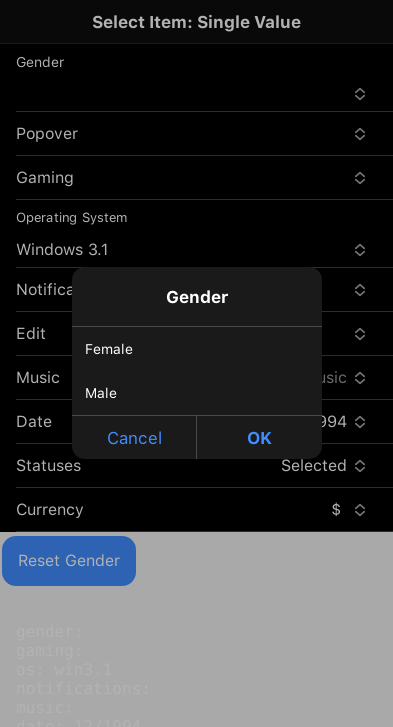 Select Item: Single Value
Gender
Popover
Gaming
Operating System
Windows 3.1
Notifica
Edit
Music
usic
Date
994
Statuses
Selected
Currency
$
Gender
Female
Male
Cancel
OK
Reset Gender
gender:
gaming:
os: win3.1
notifications:
music:
date: 12/1994